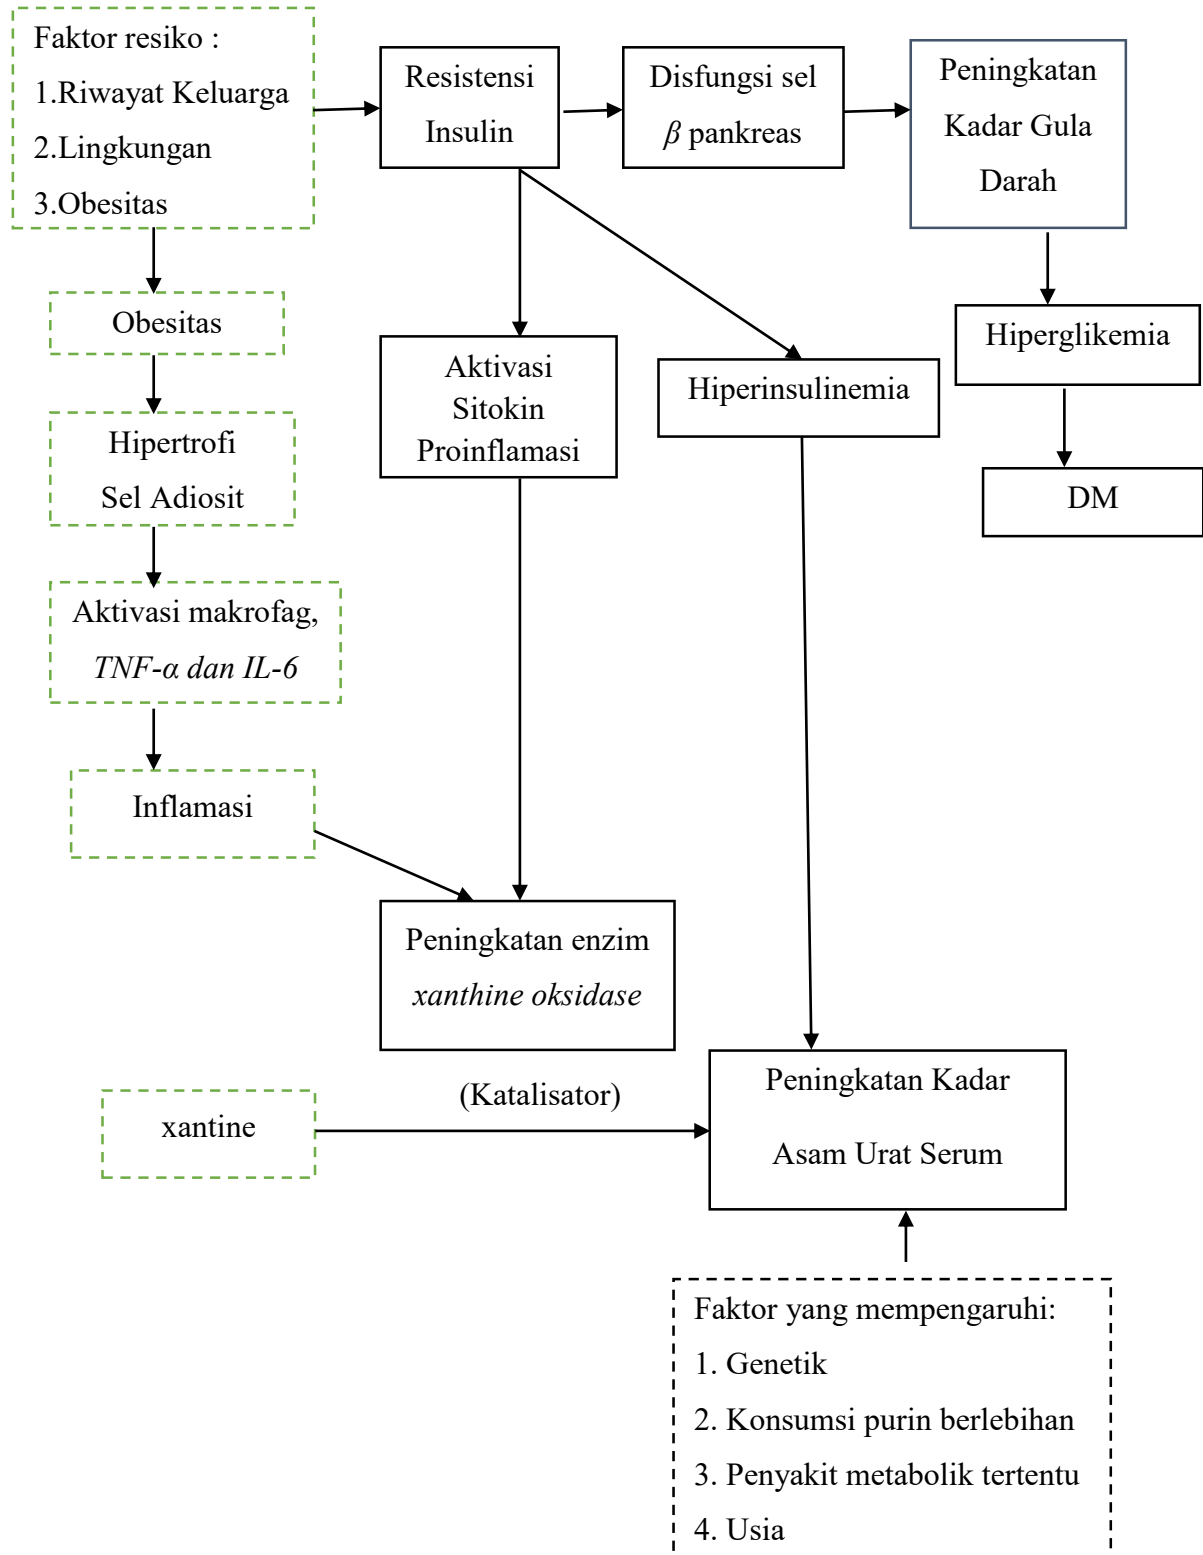 Faktor resiko :
1.Riwayat Keluarga
2.Lingkungan
3.Obesitas
Resistensi
Insulin
Disfungsi sel
β pankreas
Peningkatan
Kadar Gula
Darah
Obesitas
Hiperglikemia
Aktivasi
Sitokin
Proinflamasi
Hiperinsulinemia
Hipertrofi
Sel Adiosit
DM
Aktivasi makrofag,
TNF-α dan IL-6
Inflamasi
Peningkatan enzim
xanthine oksidase
xantine
(Katalisator)
Peningkatan Kadar
Asam Urat Serum
Faktor yang mempengaruhi:
1. Genetik
2. Konsumsi purin berlebihan
3. Penyakit metabolik tertentu
4. Usia